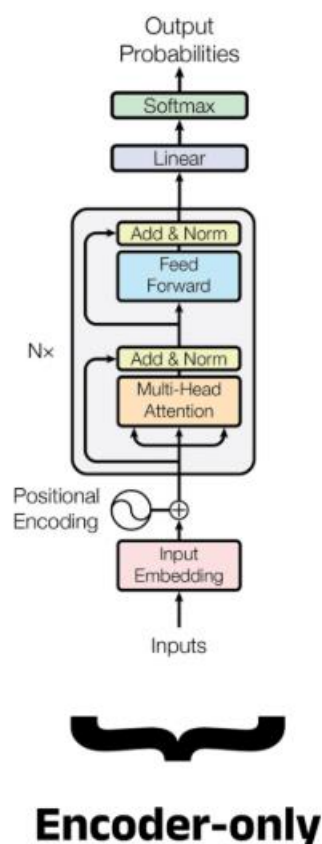 Output
Probabilities
Softmax
Linear
Add & Norm
Feed
Forward
Nx
Add & Norm
Multi-Head
Attention
Positional
Encoding
Input
Embedding
Inputs
Encoder-only